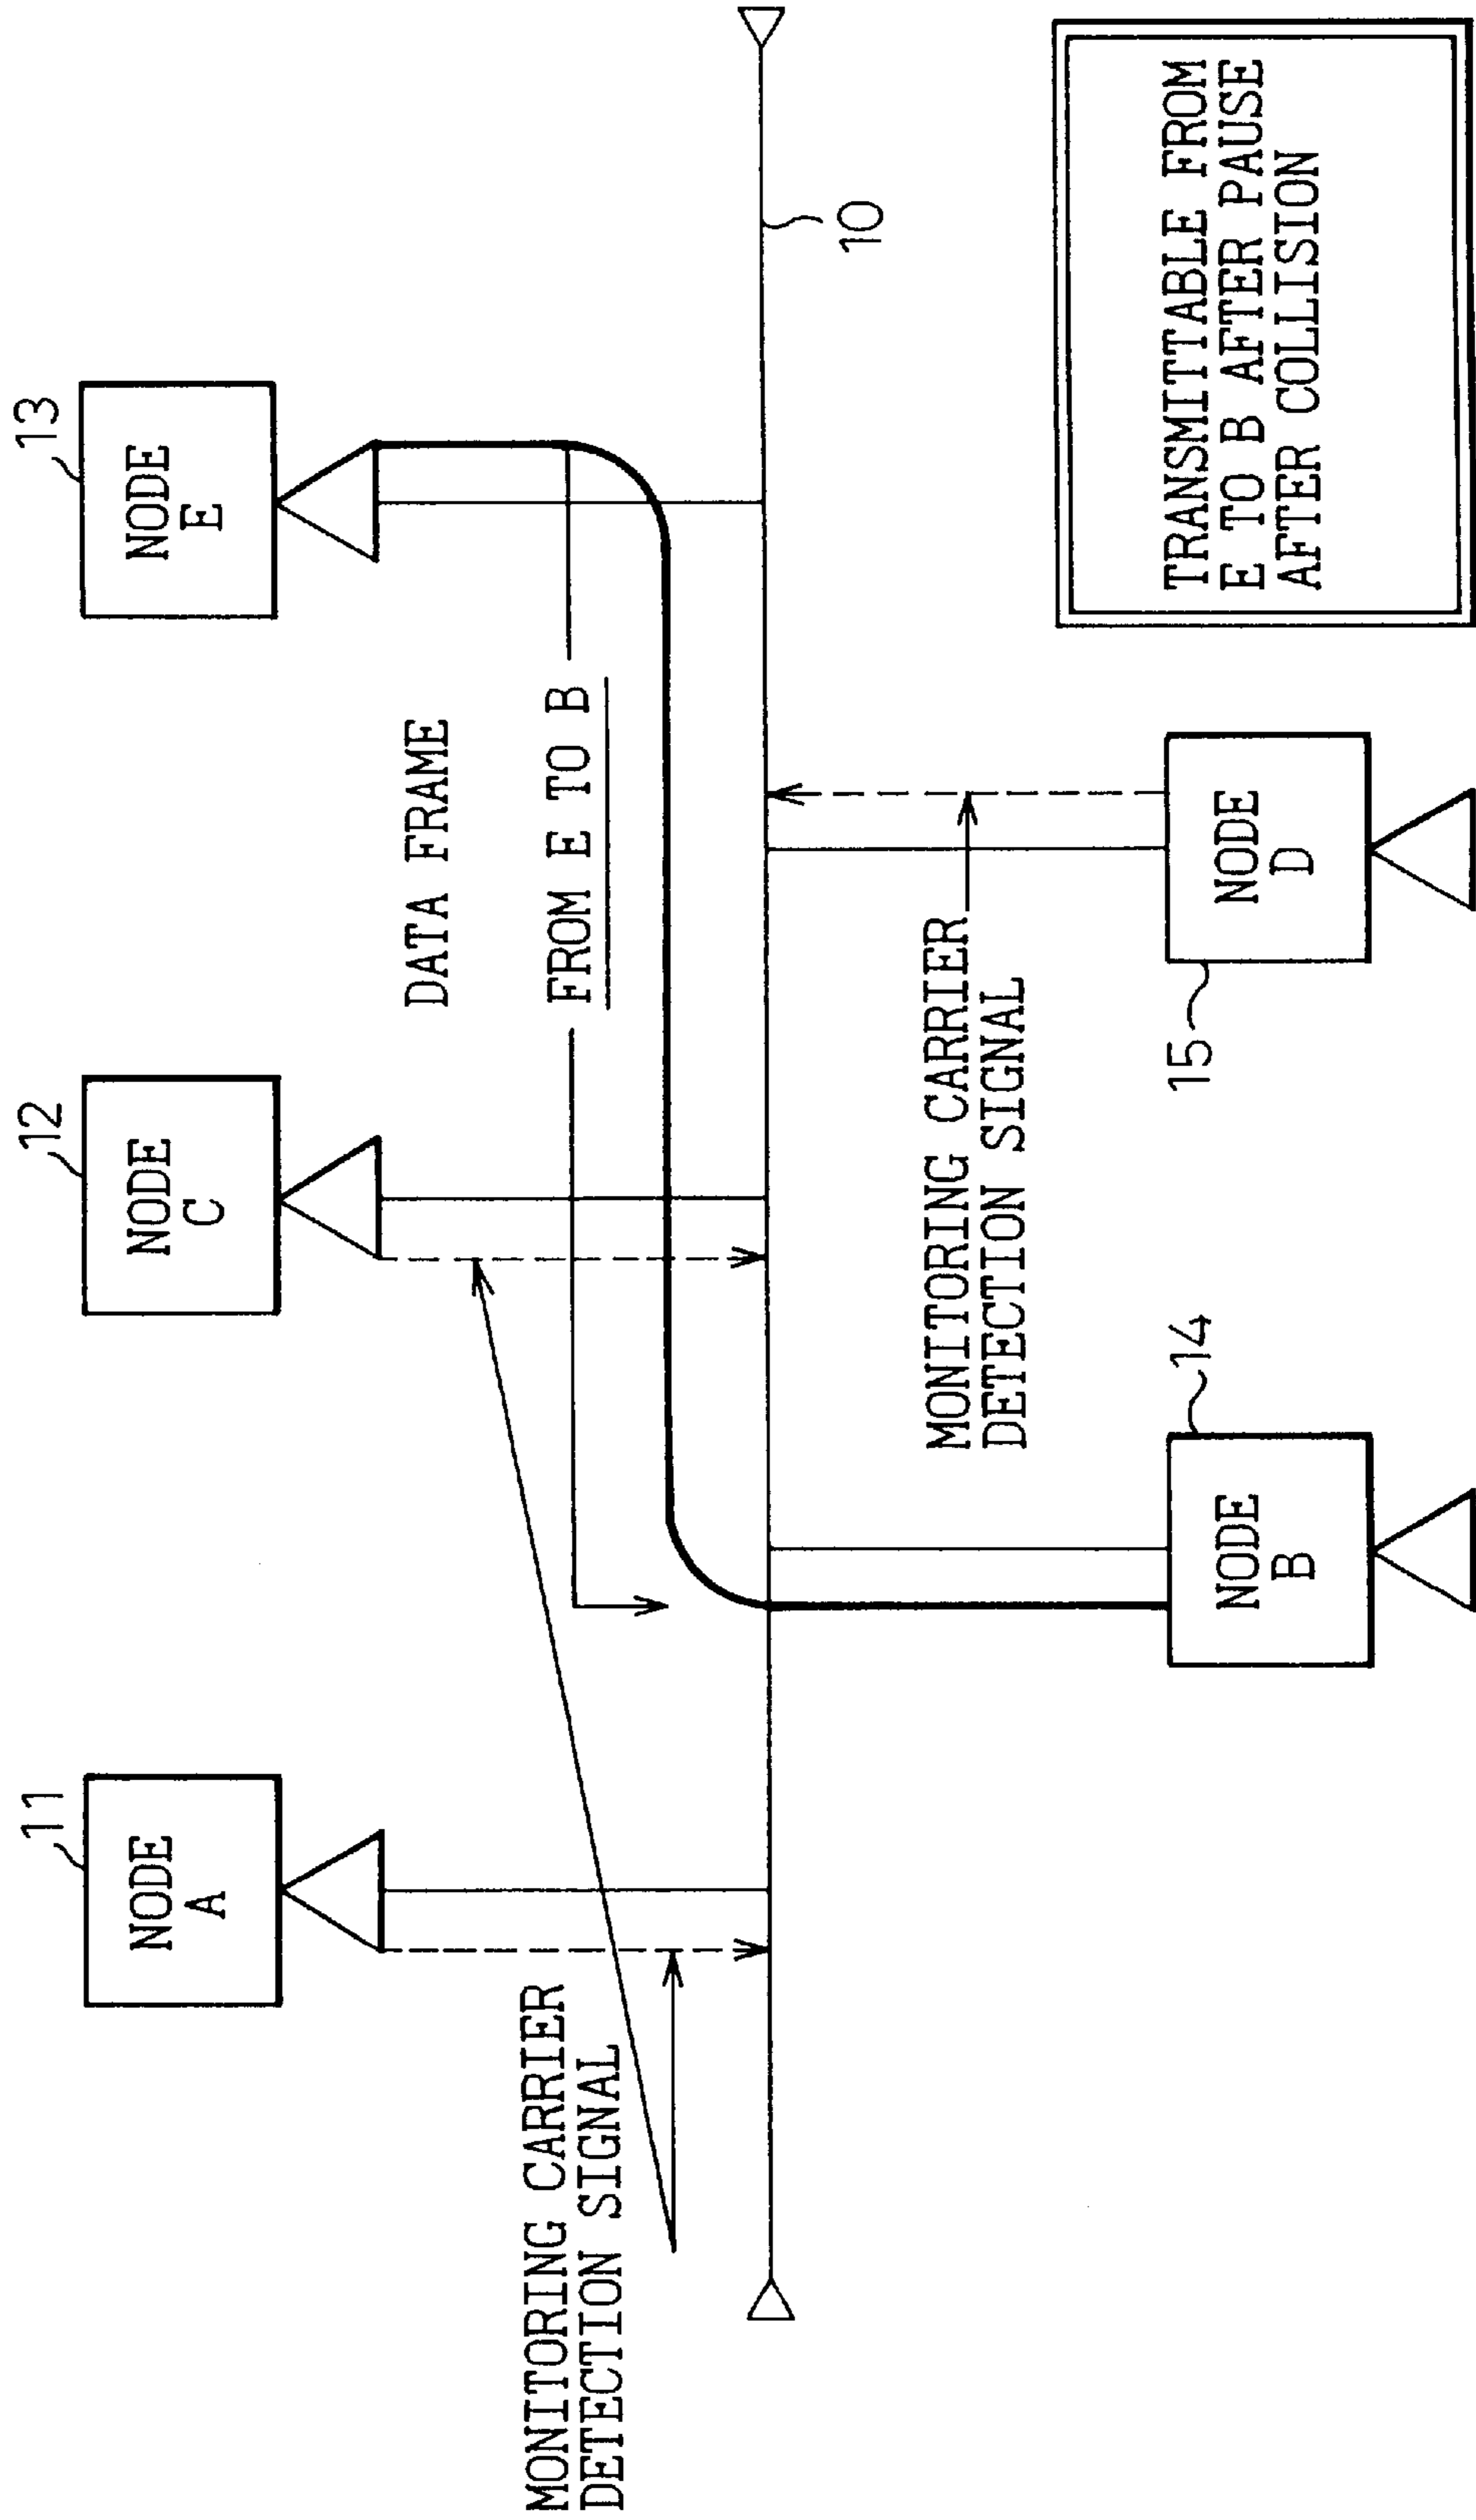 11
NODE
A
12
NODE
C
13
NODE
E
MONITORING CARRIER
DETECTION SIGNAL
DATA FRAME
FROM E TO B
10
MONITORING CARRIER
DETECTION SIGNAL
14
NODE
B
15
NODE
D
TRANSMITTABLE FROM
E TO B AFTER PAUSE
AFTER COLLISION